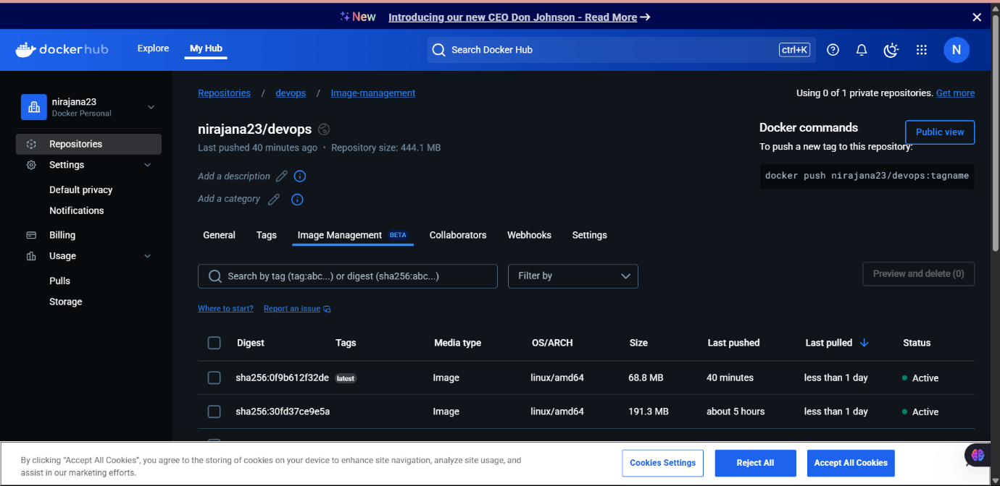 New Introducing our new CEO Don Johnson - Read More →
docker hub Explore My Hub Search Docker Hub ctrl+K N
nirajana23
Docker Personal
Repositories
Settings
Default privacy
Notifications
Billing
Usage
Pulls
Storage
Repositories / devops / Image-management
Using 0 of 1 private repositories. Get more
nirajana23/devops
Last pushed 40 minutes ago • Repository size: 444.1 MB
Add a description
Add a category
Docker commands
Public view
To push a new tag to this repository:
docker push nirajana23/devops:tagname
General Tags Image Management BETA Collaborators Webhooks Settings
Search by tag (tag:abc...) or digest (sha256:abc...) Filter by Preview and delete (0)
Where to start? Report an issue
Digest Tags Media type OS/ARCH Size Last pushed Last pulled Status
sha256:0f9b612f32de latest Image linux/amd64 68.8 MB 40 minutes less than 1 day Active
sha256:30fd37ce9e5a Image linux/amd64 191.3 MB about 5 hours less than 1 day Active
By clicking “Accept All Cookies”, you agree to the storing of cookies on your device to enhance site navigation, analyze site usage, and
assist in our marketing efforts.
Cookies Settings Reject All Accept All Cookies